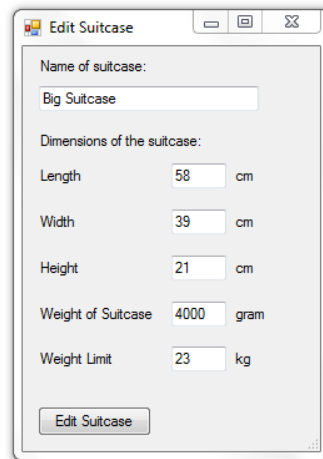 Edit Suitcase
Name of suitcase:
Big Suitcase
Dimensions of the suitcase:
Length 58 cm
Width 39 cm
Height 21 cm
Weight of Suitcase 4000 gram
Weight Limit 23 kg
Edit Suitcase